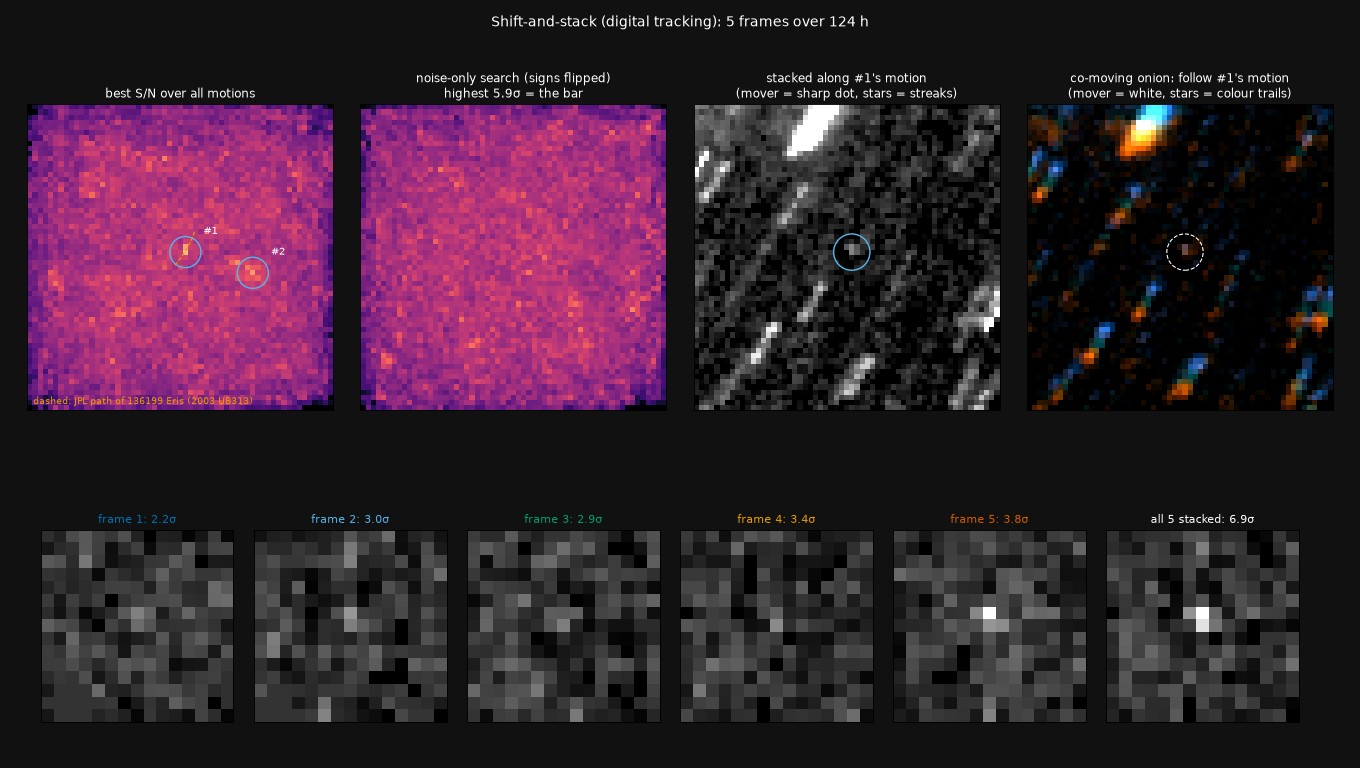 Shift-and-stack (digital tracking): 5 frames over 124 h
best S/N over all motions
noise-only search (signs flipped)
highest 5.9σ = the bar
stacked along #1's motion
(mover = sharp dot, stars = streaks)
co-moving onion: follow #1's motion
(mover = white, stars = colour trails)
#1
#2
dashed: JPL path of 136199 Eris (2003 UB313)
frame 1: 2.2σ
frame 2: 3.0σ
frame 3: 2.9σ
frame 4: 3.4σ
frame 5: 3.8σ
all 5 stacked: 6.9σ